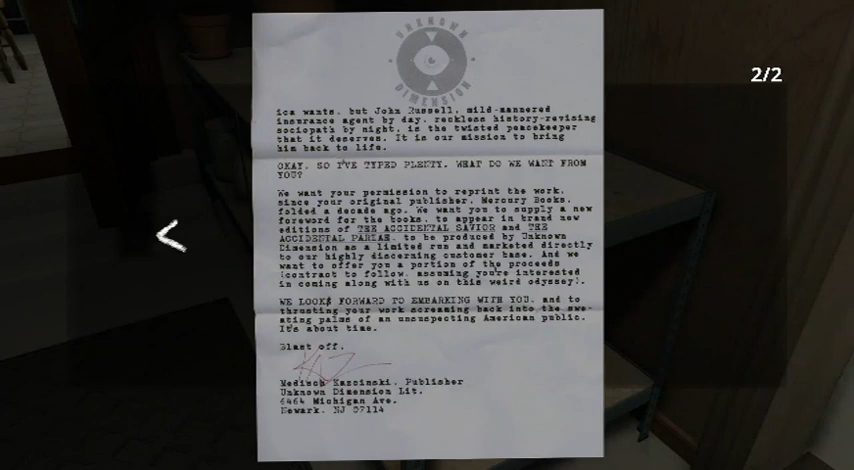 2/2
UNKNOWN
DIMENSION
ica wants, but John Russell, mild-mannered
insurance agent by day, reckless history-revising
sociopath by night, is the twisted peacekeeper
that it deserves. It is our mission to bring
him back to life.
OKAY, SO I'VE TYPED PLENTY. WHAT DO WE WANT FROM
YOU?
We want your permission to reprint the work,
since your original publisher, Mercury Books,
folded a decade ago. We want you to supply a new
foreword for the books, to appear in brand new
editions of THE ACCIDENTAL SAVIOR and THE
ACCIDENTAL PARIAH, to be produced by Unknown
Dimension as a limited run and marketed directly
to our highly discerning customer base. And we
want to offer you a portion of the proceeds
(contract to follow, assuming you're interested
in coming along with us on this weird odyssey).
WE LOOK FORWARD TO EMBARKING WITH YOU, and to
thrusting your work screaming back into the swe-
ating palms of an unsuspecting American public.
It's about time.
Blast off,
Kascinski, Publisher
Unknown Dimension Lit.
6464 Michigan Ave.
Newark, NJ 07114